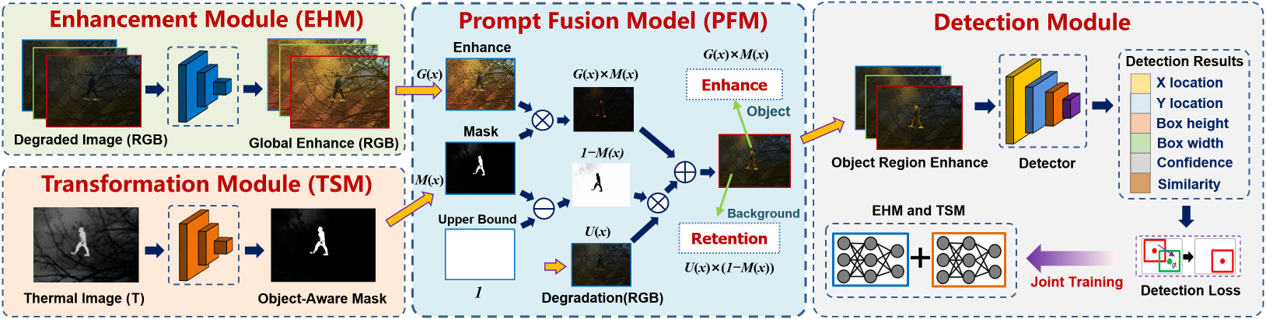 Enhancement Module (EHM)
Degraded Image (RGB)
Global Enhance (RGB)
Transformation Module (TSM)
Thermal Image (T)
Object-Aware Mask
Prompt Fusion Model (PFM)
Enhance
G(x)
G(x)×M(x)
Mask
M(x)
1−M(x)
Upper Bound
1
U(x)
Degradation(RGB)
G(x)×M(x)
Enhance
Object
Background
Retention
U(x)×(1−M(x))
Detection Module
Object Region Enhance
Detector
Detection Results
X location
Y location
Box height
Box width
Confidence
Similarity
EHM and TSM
Joint Training
Detection Loss